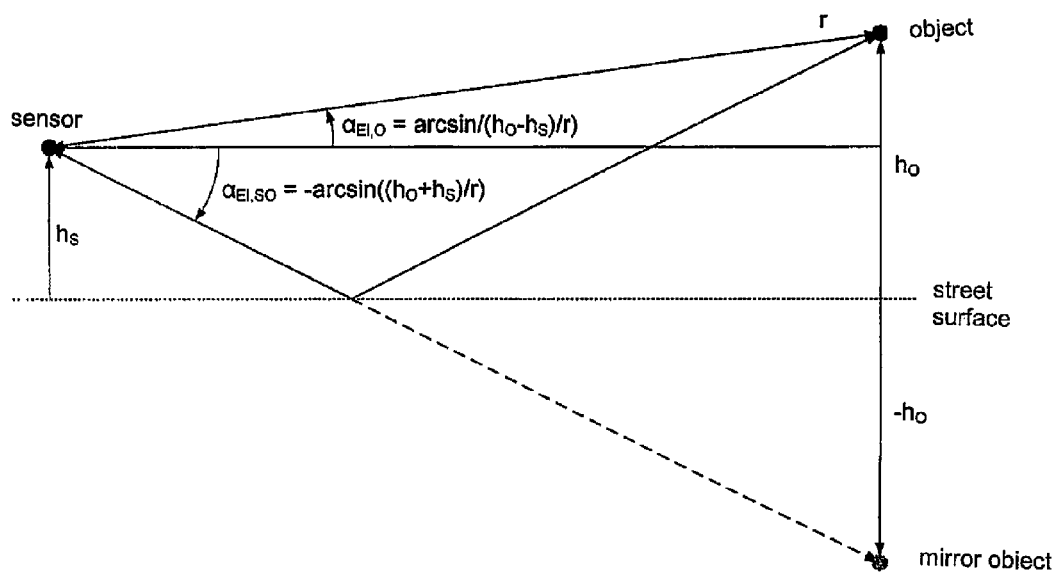 r
object
sensor
α_El,O = arcsin/(h_O-h_S)/r)
h_O
α_El,SO = -arcsin((h_O+h_S)/r)
h_S
street
surface
-h_O
mirror object